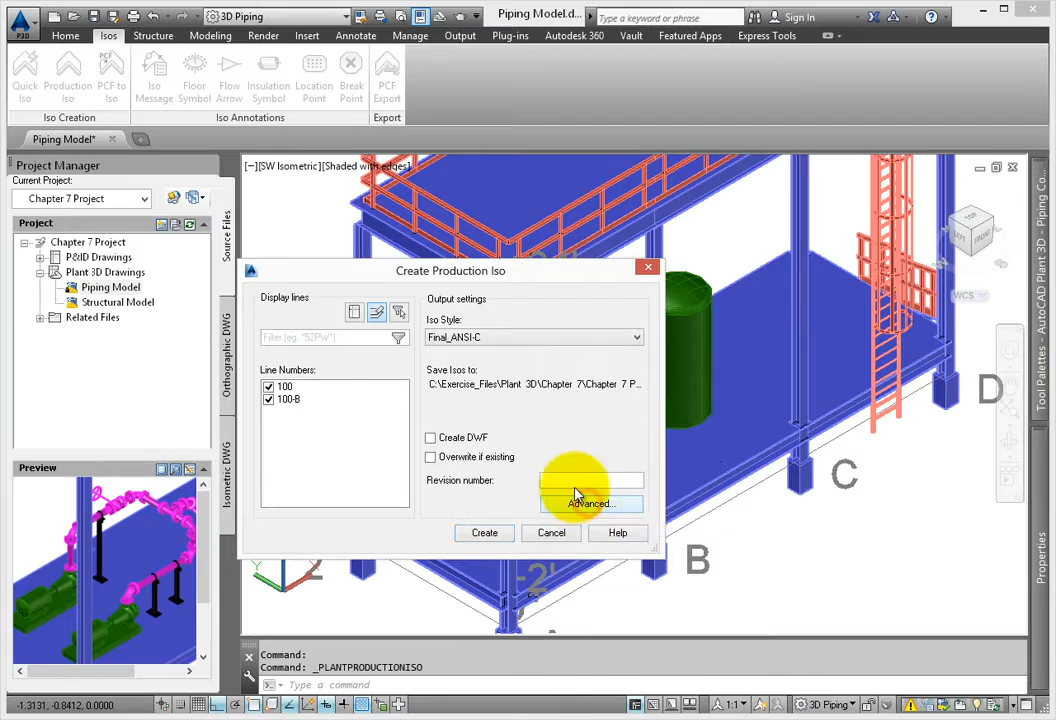 3D Piping
Piping Model.d...
Type a keyword or phrase
Sign In
P3D
Home Isos Structure Modeling Render Insert Annotate Manage Output Plug-ins Autodesk 360 Vault Featured Apps Express Tools
Quick Iso
Production Iso
PCF to Iso
Iso Message
Floor Symbol
Flow Arrow
Insulation Symbol
Location Point
Break Point
PCF Export
Iso Creation
Iso Annotations
Export
Piping Model*
Project Manager
Current Project:
Chapter 7 Project
Project
Chapter 7 Project
P&ID Drawings
Plant 3D Drawings
Piping Model
Structural Model
Related Files
Source Files
Orthographic DWG
Isometric DWG
Preview
[−][SW Isometric][Shaded with edges]
TOP
LEFT
FRONT
W
WCS
Create Production Iso
Display lines
Filter (eg. "52PW")
Line Numbers:
100
100-B
Output settings
Iso Style:
Final_ANSI-C
Save Isos to:
C:\Exercise_Files\Plant 3D\Chapter 7\Chapter 7 P...
Create DWF
Overwrite if existing
Revision number:
Advanced...
Create
Cancel
Help
D
C
B
Y
-2'
Tool Palettes - AutoCAD Plant 3D - Piping Co...
Properties
Command:
Command: _PLANTPRODUCTIONISO
Type a command
-1.3131, -0.8412, 0.0000
1:1
3D Piping